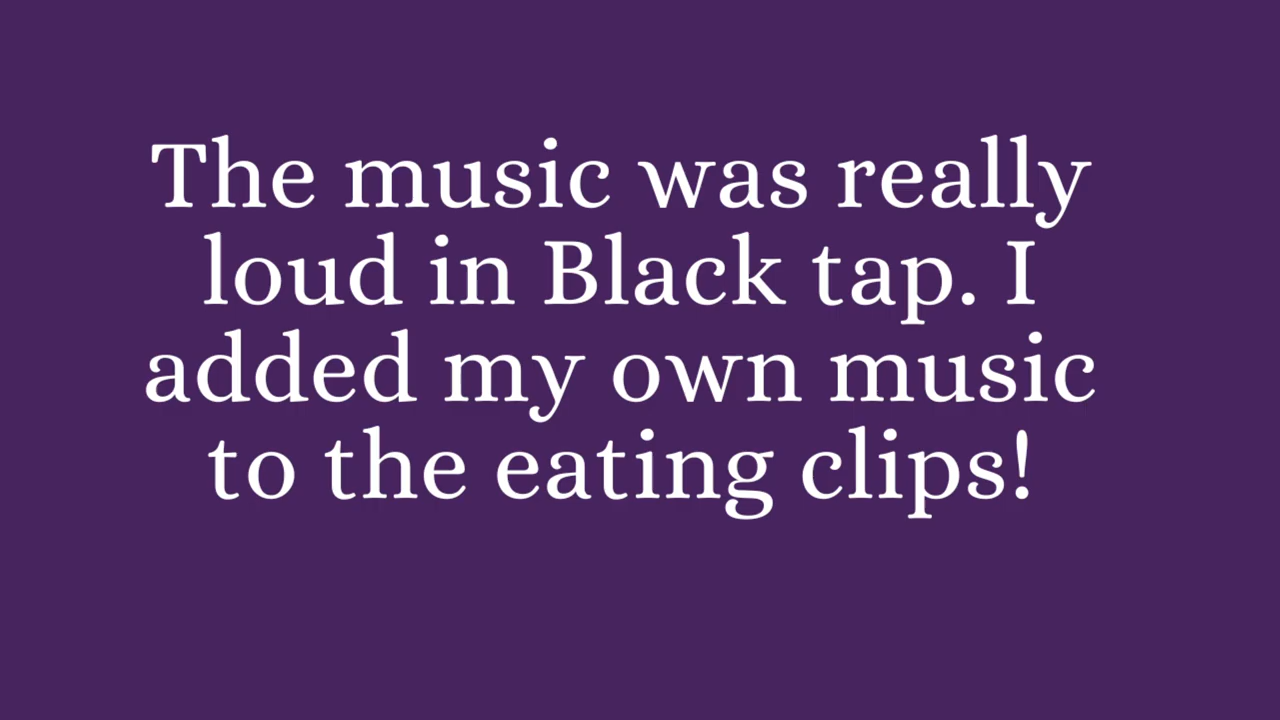 The music was really
loud in Black tap. I
added my own music
to the eating clips!